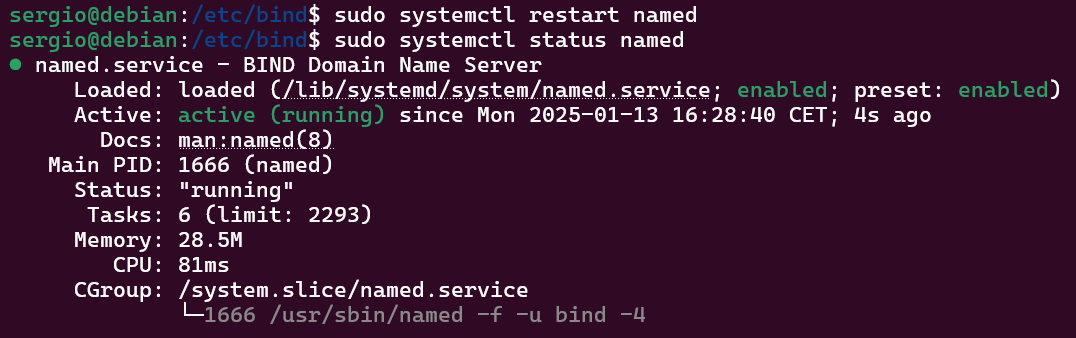 sergio@debian:/etc/bind$ sudo systemctl restart named
sergio@debian:/etc/bind$ sudo systemctl status named
● named.service - BIND Domain Name Server
Loaded: loaded (/lib/systemd/system/named.service; enabled; preset: enabled)
Active: active (running) since Mon 2025-01-13 16:28:40 CET; 4s ago
Docs: man:named(8)
Main PID: 1666 (named)
Status: "running"
Tasks: 6 (limit: 2293)
Memory: 28.5M
CPU: 81ms
CGroup: /system.slice/named.service
└─1666 /usr/sbin/named -f -u bind -4